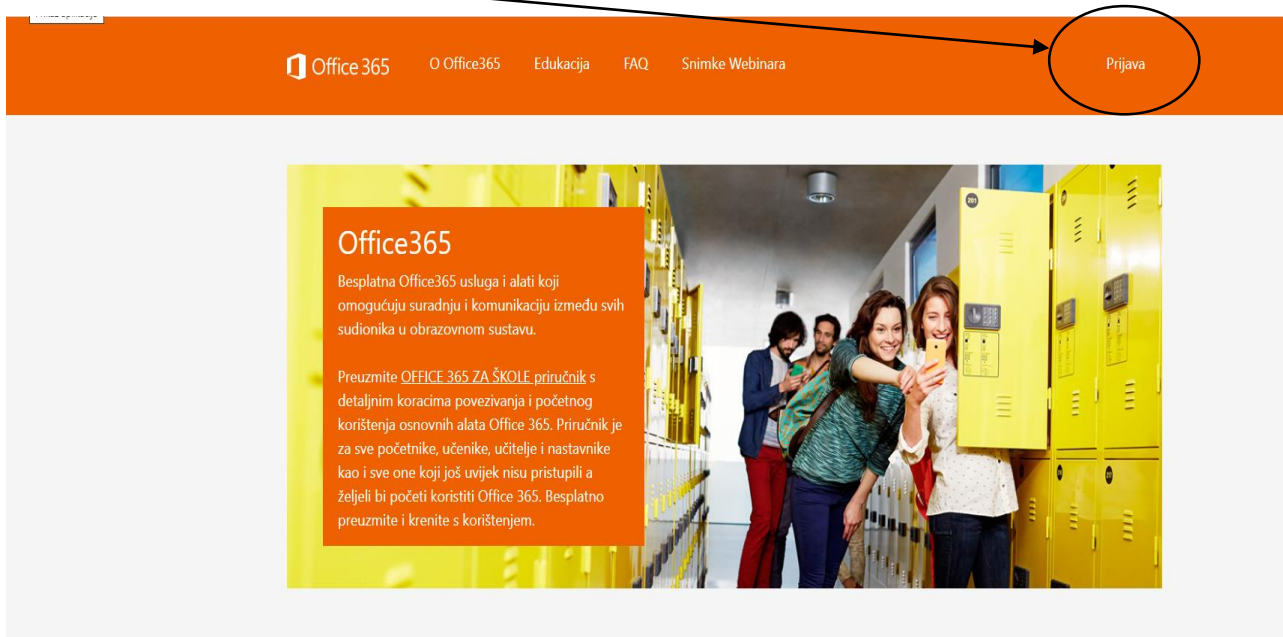 Office 365
O Office365
Edukacija
FAQ
Snimke Webinara
Prijava
Office365
Besplatna Office365 usluga i alati koji
omogućuju suradnju i komunikaciju između svih
sudionika u obrazovnom sustavu.
Preuzmite OFFICE 365 ZA ŠKOLE priručnik s
detaljnim koracima povezivanja i početnog
korištenja osnovnih alata Office 365. Priručnik je
za sve početnike, učenike, učitelje i nastavnike
kao i sve one koji još uvijek nisu pristupili a
željeli bi početi koristiti Office 365. Besplatno
preuzmite i krenite s korištenjem.
201